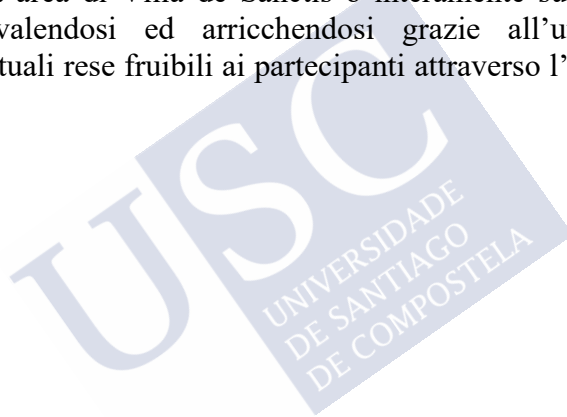 area di Villa de Sanctis o interamente su
valendosi ed arricchendosi grazie all’u
tuali rese fruibili ai partecipanti attraverso l’
USC
UNIVERSIDADE
DE SANTIAGO
DE COMPOSTELA